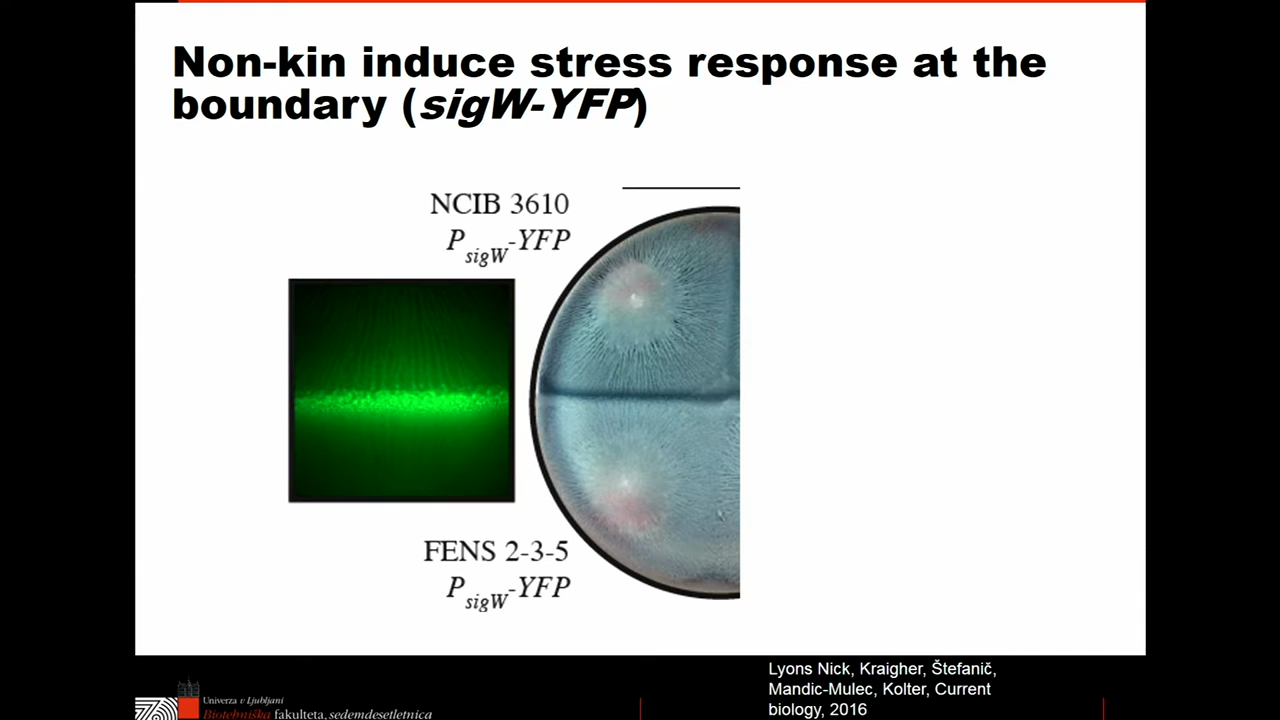 Non-kin induce stress response at the
boundary (sigW-YFP)
NCIB 3610
PsigW-YFP
FENS 2-3-5
PsigW-YFP
Lyons Nick, Kraigher, Štefanič,
Mandic-Mulec, Kolter, Current
biology, 2016
Univerza v Ljubljani
Biotehniška fakulteta, sedemdesetletnica